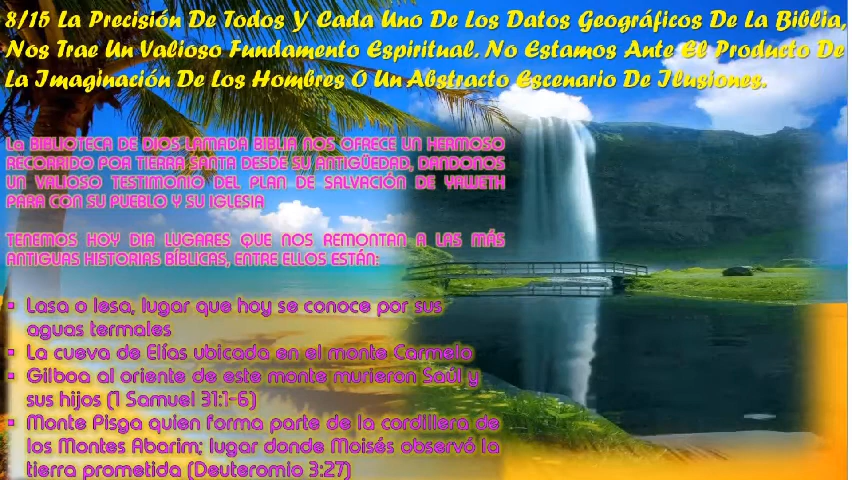 8/15 La Precisión De Todos Y Cada Uno De Los Datos Geográficos De La Biblia,
Nos Trae Un Valioso Fundamento Espiritual. No Estamos Ante El Producto De
La Imaginación De Los Hombres O Un Abstracto Escenario De Ilusiones.
La BIBLIOTECA DE DIOS LAMADA BIBLIA NOS OFRECE UN HERMOSO
RECORRIDO POR TIERRA SANTA DESDE SU ANTIGÜEDAD, DANDONOS
UN VALIOSO TESTIMONIO DEL PLAN DE SALVACIÓN DE YAWETH
PARA CON SU PUEBLO Y SU IGLESIA
TENEMOS HOY DIA LUGARES QUE NOS REMONTAN A LAS MÁS
ANTIGUAS HISTORIAS BÍBLICAS, ENTRE ELLOS ESTÁN:
▪ Lasa o lesa, lugar que hoy se conoce por sus
aguas termales
▪ La cueva de Elías ubicada en el monte Carmelo
▪ Gilboa al oriente de este monte murieron Saúl y
sus hijos (1 Samuel 31:1-6)
▪ Monte Pisga quien forma parte de la cordillera de
los Montes Abarim; lugar donde Moisés observó la
tierra prometida (Deuteromio 3:27)